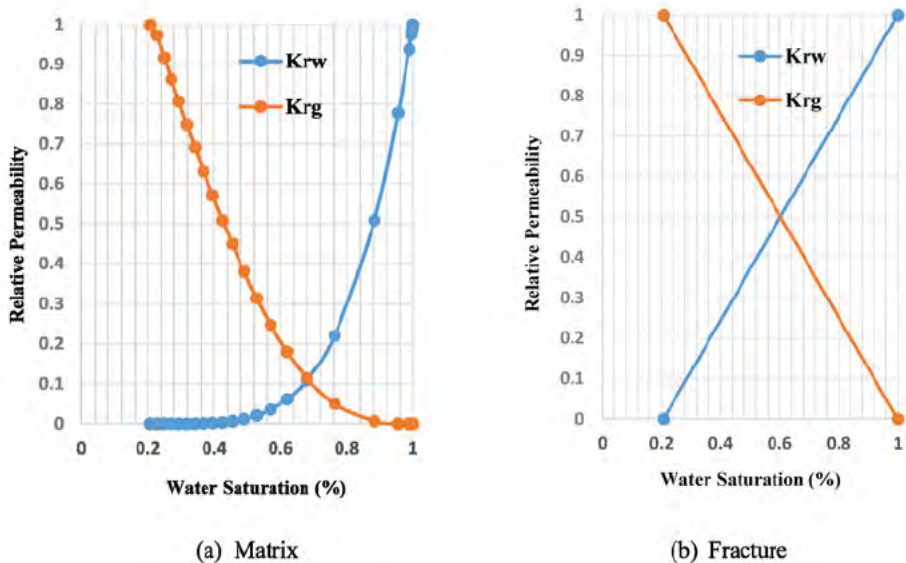 1
0.9
0.8
0.7
0.6
0.5
0.4
0.3
0.2
0.1
0
0 0.2 0.4 0.6 0.8 1
Relative Permeability
Krw
Krg
Water Saturation (%)
(a) Matrix
1
0.9
0.8
0.7
0.6
0.5
0.4
0.3
0.2
0.1
0
0 0.2 0.4 0.6 0.8 1
Relative Permeability
Krw
Krg
Water Saturation (%)
(b) Fracture